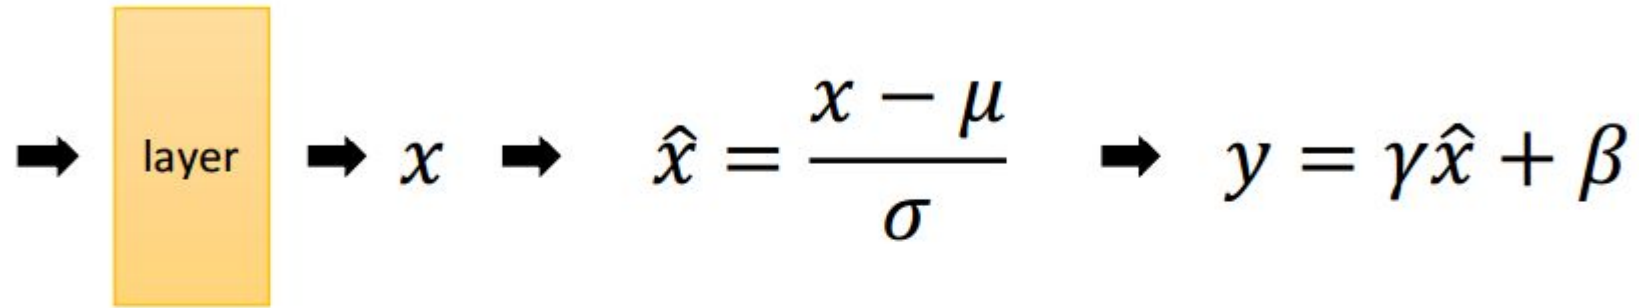 layer
x
x̂ = (x − μ) / σ
y = γx̂ + β